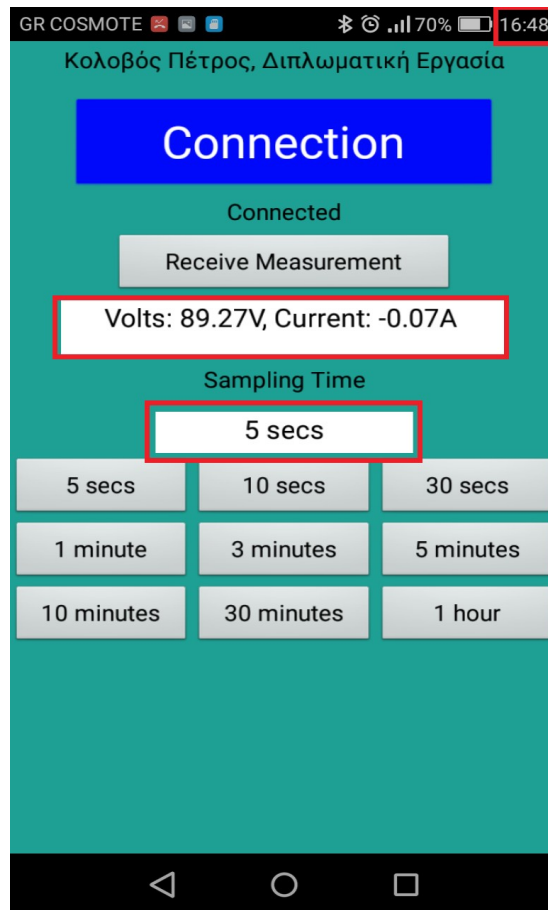 GR COSMOTE 70% 16:48
Κολοβός Πέτρος, Διπλωματική Εργασία
Connection
Connected
Receive Measurement
Volts: 89.27V, Current: -0.07A
Sampling Time
5 secs
5 secs 10 secs 30 secs
1 minute 3 minutes 5 minutes
10 minutes 30 minutes 1 hour